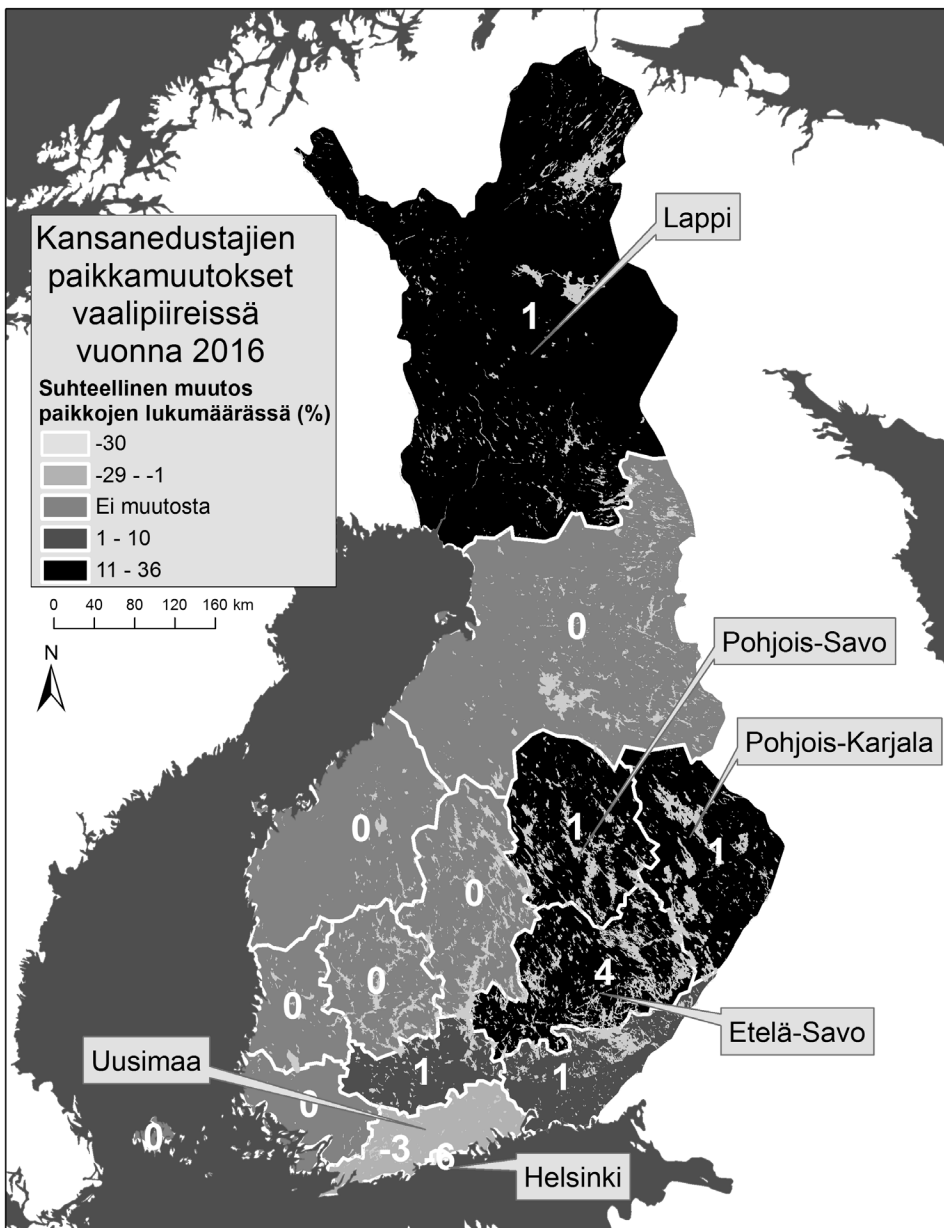 Kansanedustajien
paikkamuutokset
vaalipiireissä
vuonna 2016
Suhteellinen muutos
paikkojen lukumäärässä (%)
-30
-29 - -1
Ei muutosta
1 - 10
11 - 36
0 40 80 120 160 km
N
Lappi
1
0
Pohjois-Savo
Pohjois-Karjala
0
1
1
0
4
0
0
Etelä-Savo
Uusimaa
1
1
0
0
-3
-6
Helsinki